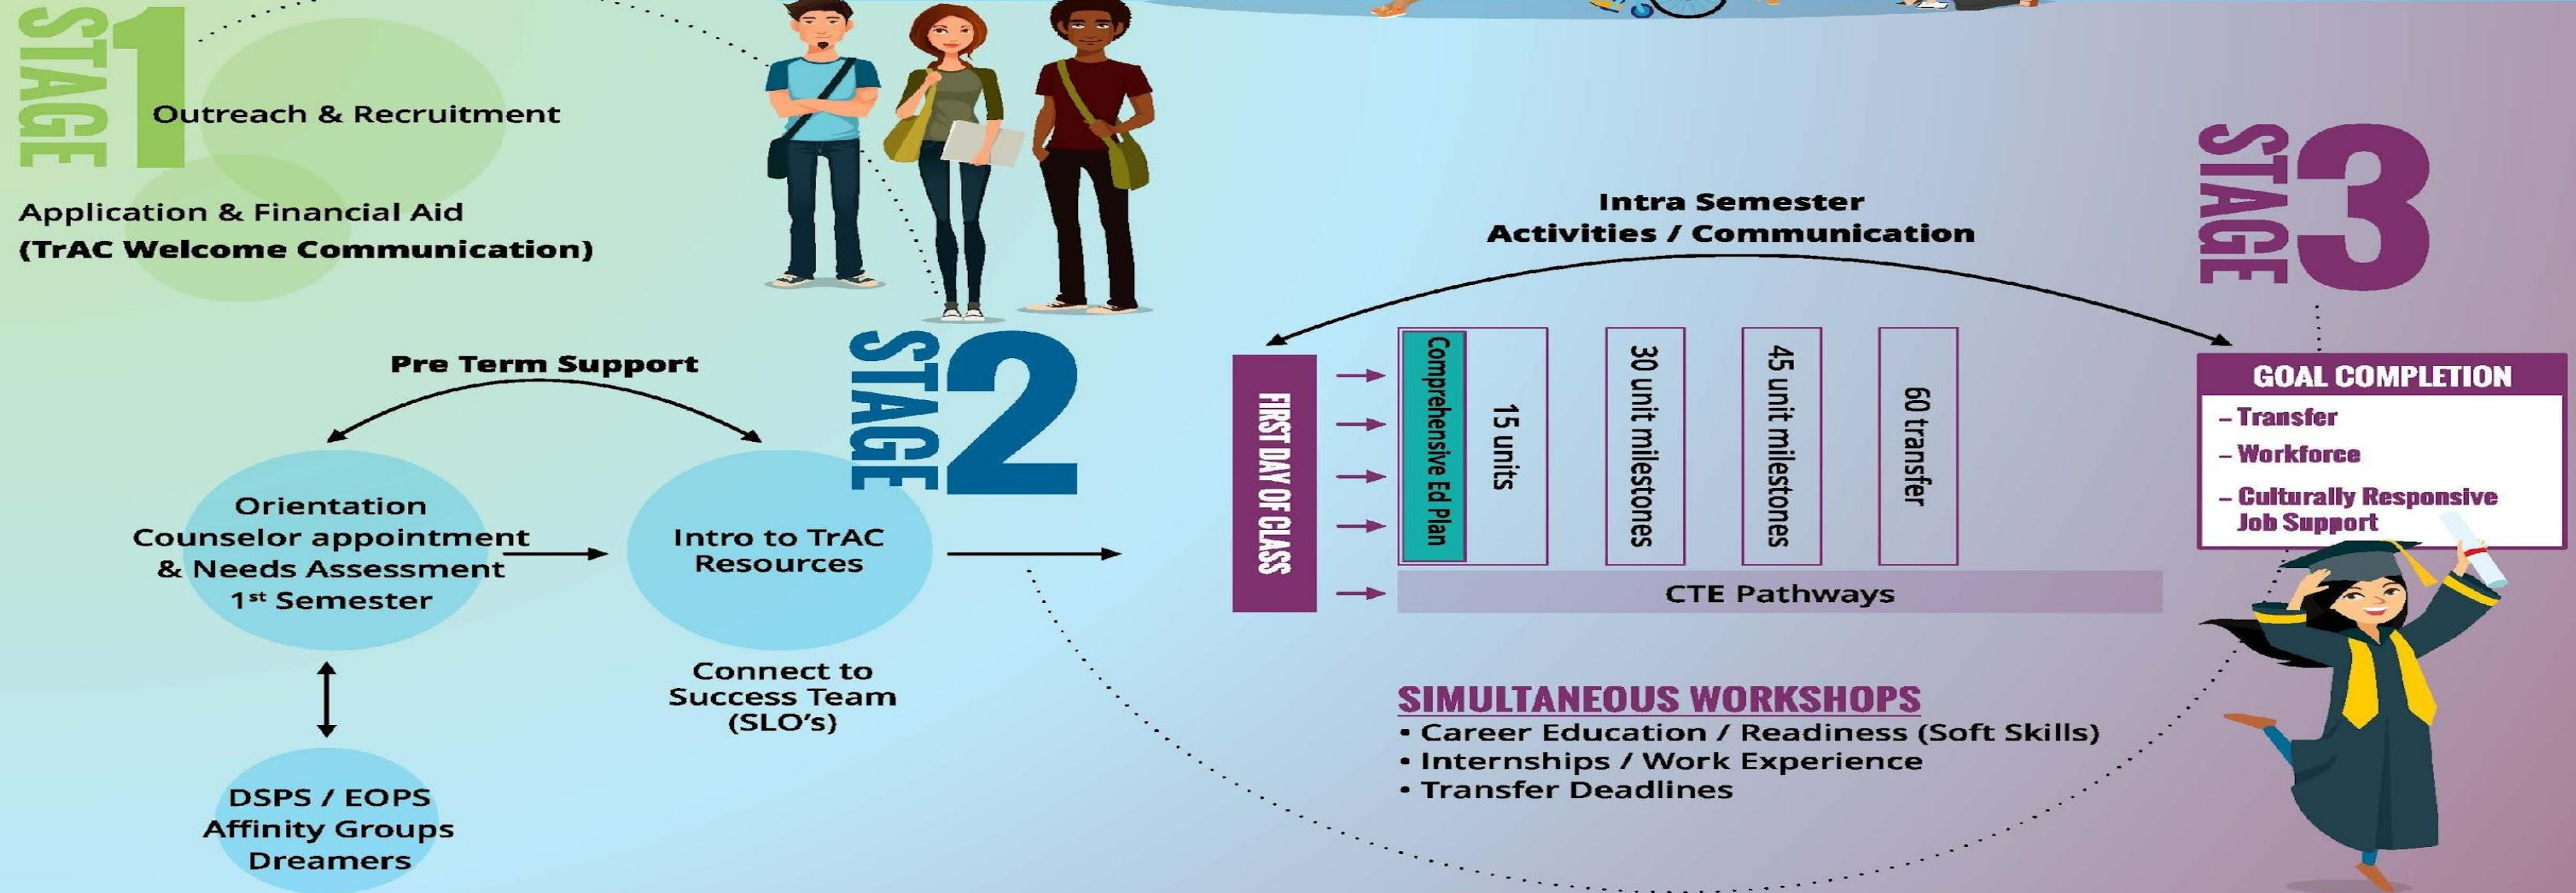 STAGE 1
Outreach & Recruitment
Application & Financial Aid
(TrAC Welcome Communication)
STAGE 2
Pre Term Support
Orientation
Counselor appointment
& Needs Assessment
1st Semester
DSPS / EOPS
Affinity Groups
Dreamers
Intro to TrAC
Resources
Connect to
Success Team
(SLO's)
STAGE 3
Intra Semester
Activities / Communication
FIRST DAY OF CLASS
Comprehensive Ed Plan
15 units
30 unit milestones
45 unit milestones
60 transfer
CTE Pathways
SIMULTANEOUS WORKSHOPS
• Career Education / Readiness (Soft Skills)
• Internships / Work Experience
• Transfer Deadlines
GOAL COMPLETION
– Transfer
– Workforce
– Culturally Responsive
Job Support